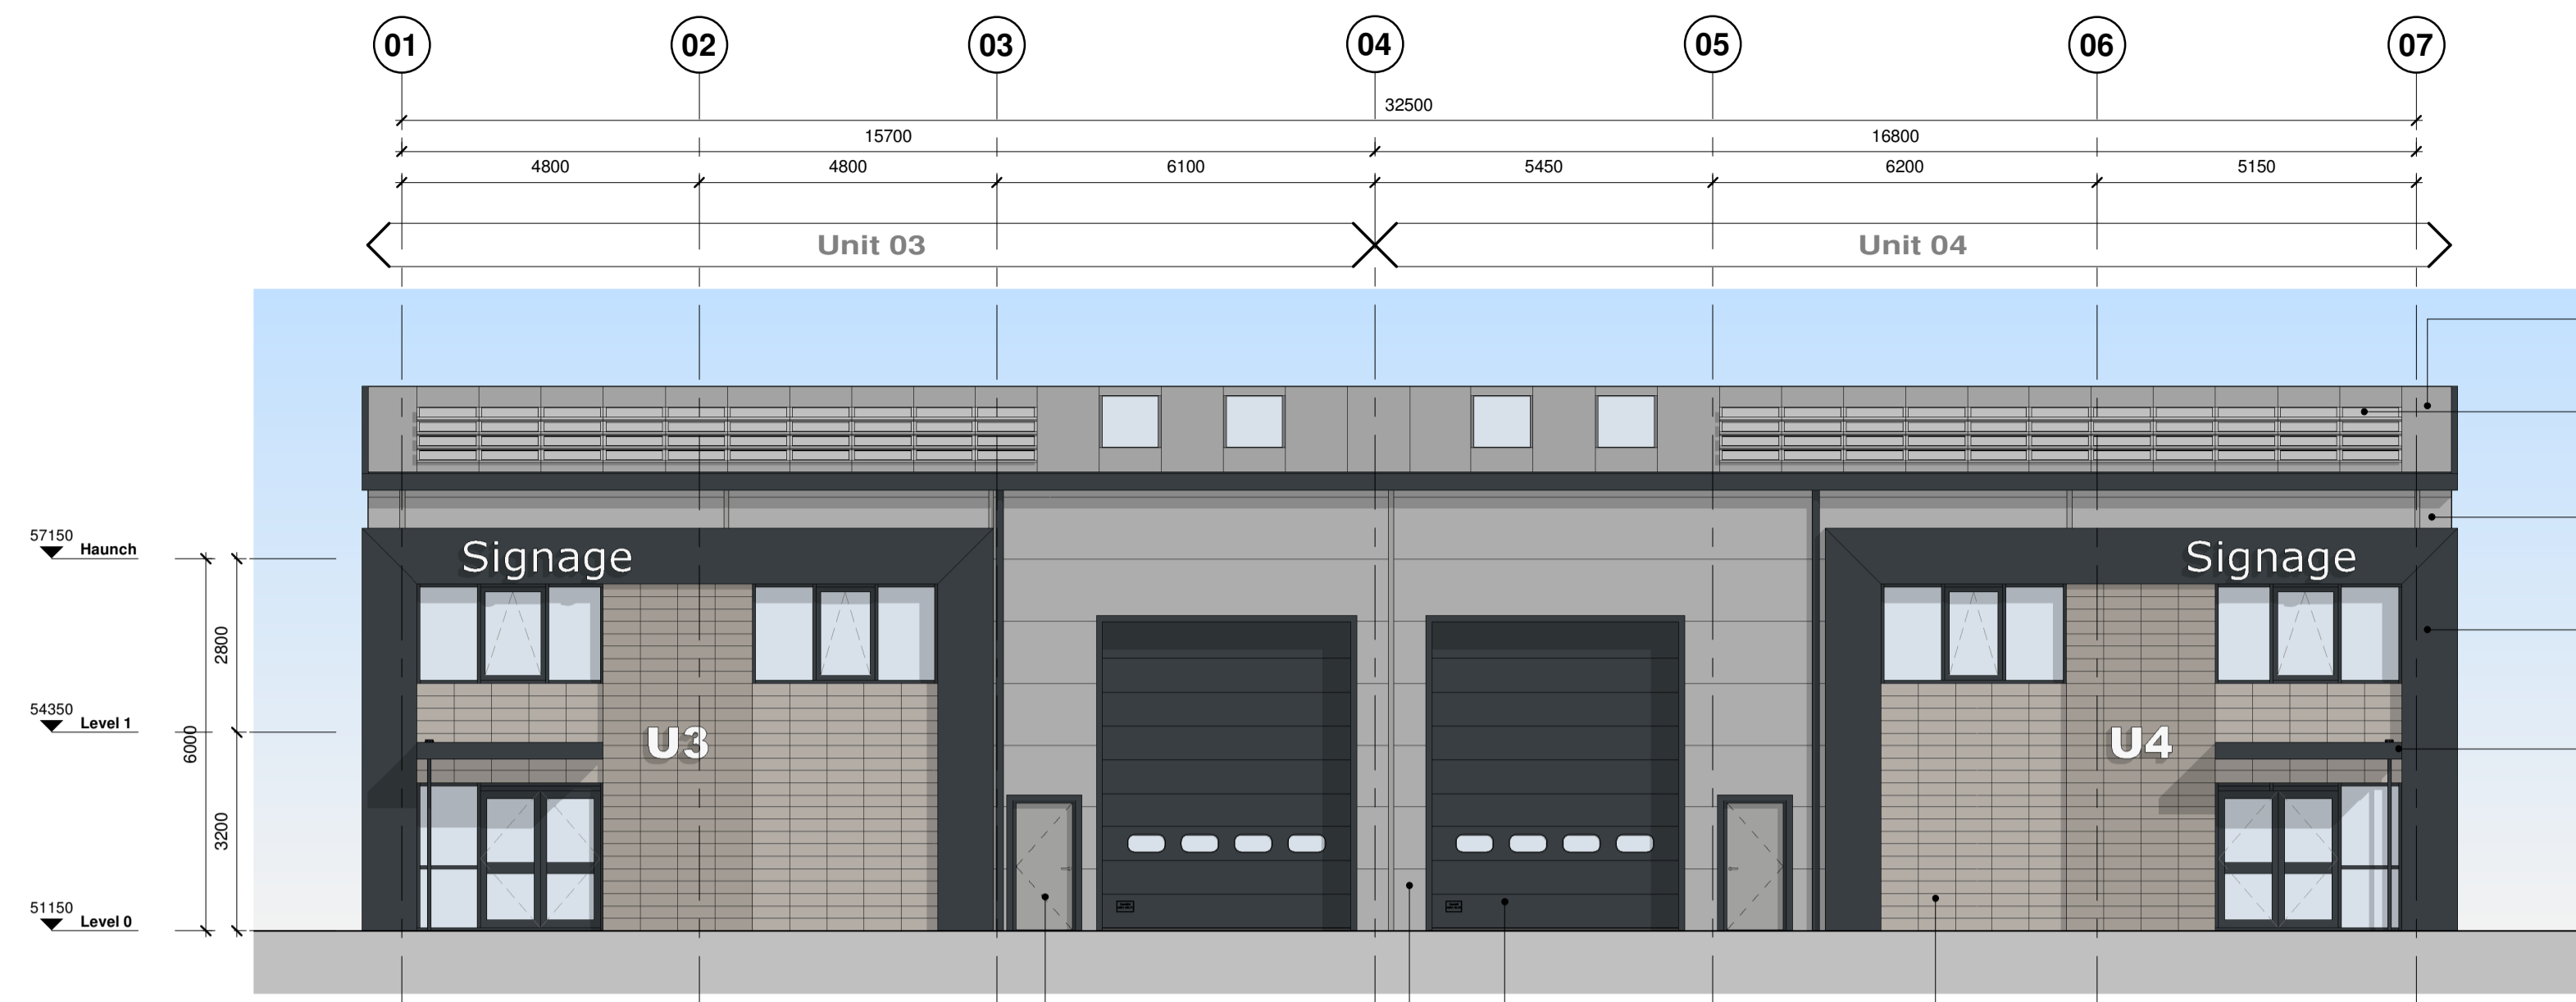 01 02 03 04 05 06 07
32500
15700 16800
4800 4800 6100 5450 6200 5150
Unit 03 Unit 04
57150 Haunch
Signage Signage
2800
54350 Level 1
6000
U3 U4
3200
51150 Level 0